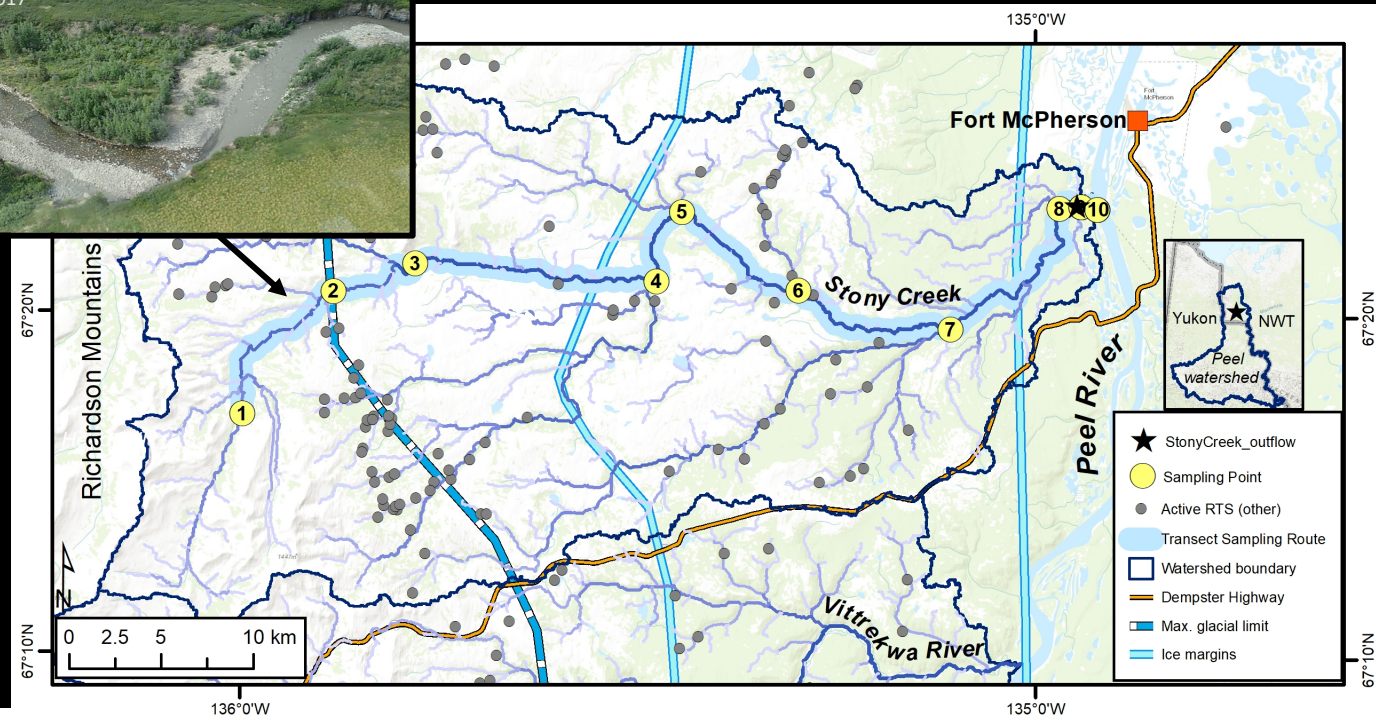 135°0'W
Fort
McPherson
Fort McPherson
Richardson Mountains
67°20'N
67°20'N
1
2
3
4
5
6
7
8
10
Stony Creek
Peel River
Vittrekwa River
Yukon
NWT
Peel
watershed
StonyCreek_outflow
Sampling Point
Active RTS (other)
Transect Sampling Route
Watershed boundary
Dempster Highway
Max. glacial limit
Ice margins
N
0 2.5 5 10 km
67°10'N
67°10'N
136°0'W
135°0'W